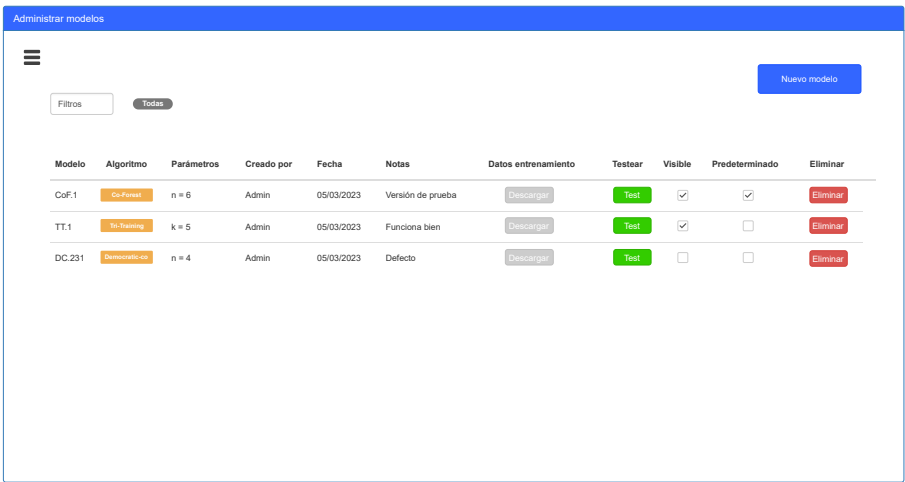 Administrar modelos
Nuevo modelo
Filtros Todas
Modelo Algoritmo Parámetros Creado por Fecha Notas Datos entrenamiento Testear Visible Predeterminado Eliminar
CoF.1 Co-Forest n = 6 Admin 05/03/2023 Versión de prueba Descargar Test Eliminar
TT.1 Tri-Training k = 5 Admin 05/03/2023 Funciona bien Descargar Test Eliminar
DC.231 Democratic-co n = 4 Admin 05/03/2023 Defecto Descargar Test Eliminar